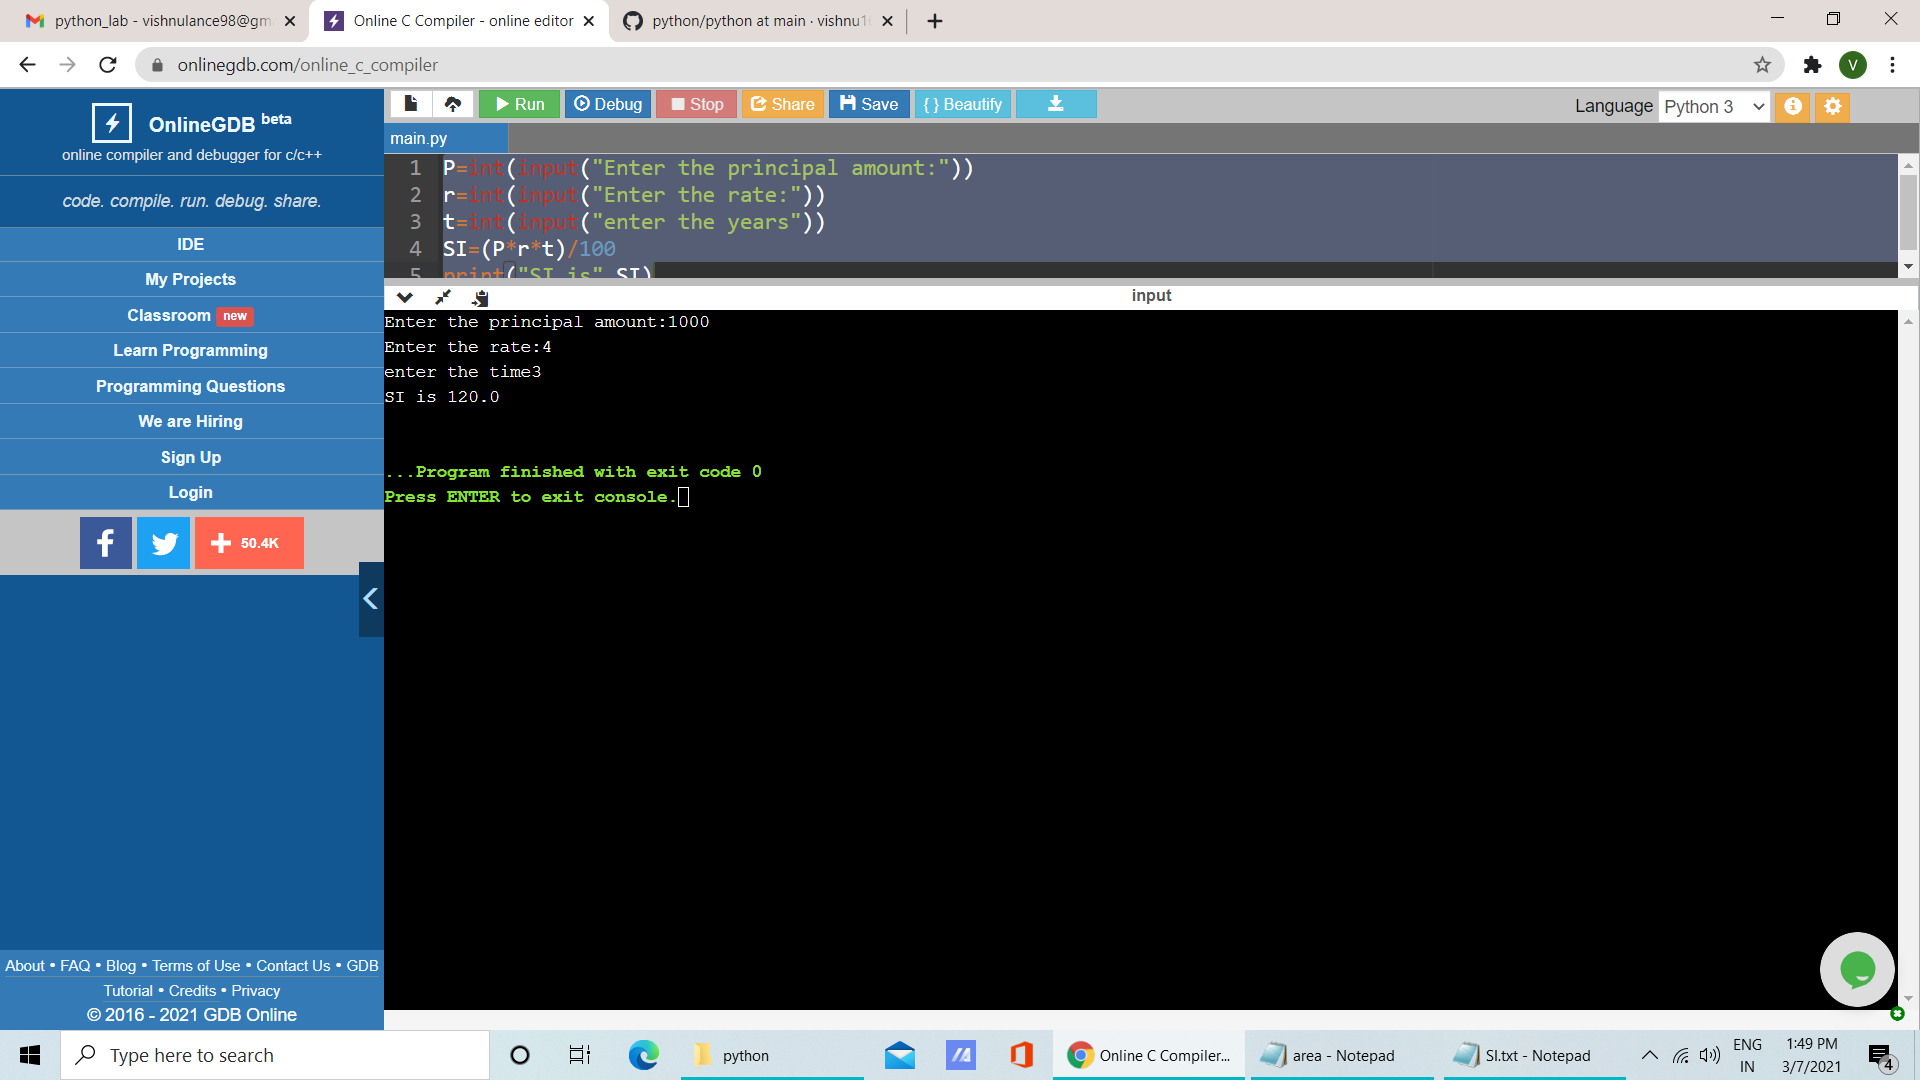 python_lab - vishnulance98@gm
Online C Compiler - online editor
python/python at main · vishnu1
onlinegdb.com/online_c_compiler
V
OnlineGDB beta
online compiler and debugger for c/c++
code. compile. run. debug. share.
IDE
My Projects
Classroom new
Learn Programming
Programming Questions
We are Hiring
Sign Up
Login
50.4K
About • FAQ • Blog • Terms of Use • Contact Us • GDB
Tutorial • Credits • Privacy
© 2016 - 2021 GDB Online
Run Debug Stop Share Save { } Beautify
Language Python 3
main.py
1 P=int(input("Enter the principal amount:"))
2 r=int(input("Enter the rate:"))
3 t=int(input("enter the years"))
4 SI=(P*r*t)/100
5 print("SI is",SI)
input
Enter the principal amount:1000
Enter the rate:4
enter the time3
SI is 120.0
...Program finished with exit code 0
Press ENTER to exit console.
Type here to search
python
Online C Compiler...
area - Notepad
SI.txt - Notepad
ENG
IN
1:49 PM
3/7/2021
4